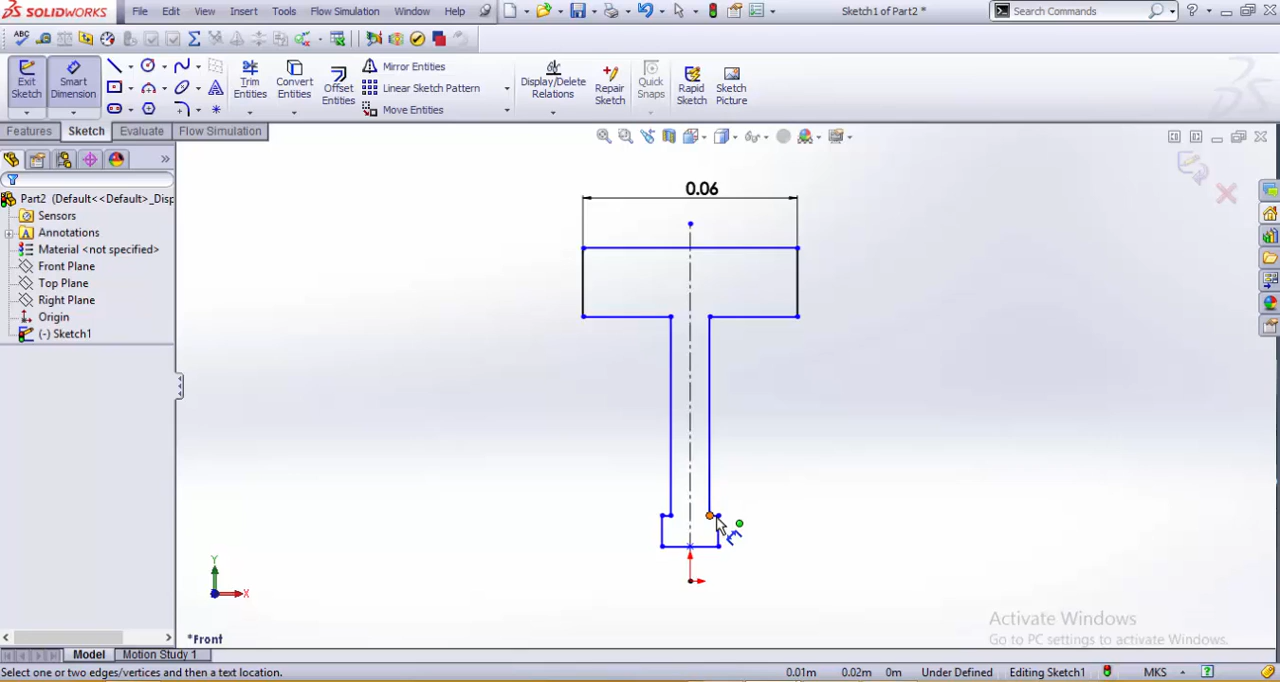 SOLIDWORKS File Edit View Insert Tools Flow Simulation Window Help Sketch1 of Part2 * Search Commands
Exit Sketch Smart Dimension Trim Entities Convert Entities Offset Entities Mirror Entities Linear Sketch Pattern Move Entities Display/Delete Relations Repair Sketch Quick Snaps Rapid Sketch Sketch Picture
Features Sketch Evaluate Flow Simulation
Part2 (Default<<Default>_Disp
Sensors
Annotations
Material <not specified>
Front Plane
Top Plane
Right Plane
Origin
(-) Sketch1
0.06
Y
X
*Front
Activate Windows
Go to PC settings to activate Windows.
Model Motion Study 1
Select one or two edges/vertices and then a text location. 0.01m 0.02m 0m Under Defined Editing Sketch1 MKS